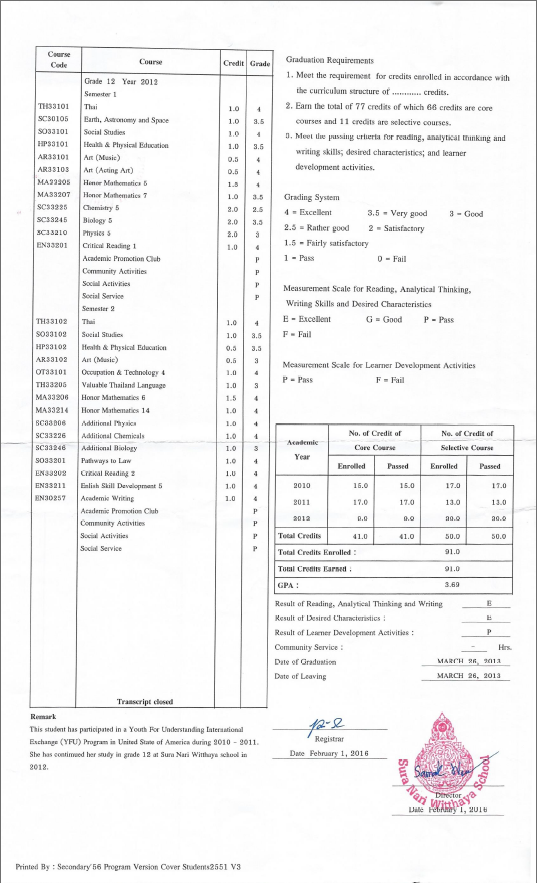 Course Code Course Credit Grade
Grade 12 Year 2012
Semester 1
TH33101 Thai 1.0 4
SC30105 Earth, Astronomy and Space 1.0 3.5
SO33101 Social Studies 1.0 4
HP33101 Health & Physical Education 1.0 3.5
AR33101 Art (Music) 0.5 4
AR33103 Art (Acting Art) 0.5 4
MA33205 Honor Mathematics 5 1.5 4
MA33207 Honor Mathematics 7 1.0 3.5
SC33225 Chemistry 5 2.0 2.5
SC33245 Biology 5 2.0 3.5
SC33210 Physics 5 2.0 3
EN33201 Critical Reading 1 1.0 4
Academic Promotion Club P
Community Activities P
Social Activities P
Social Service P
Semester 2
TH33102 Thai 1.0 4
SO33102 Social Studies 1.0 3.5
HP33102 Health & Physical Education 0.5 3.5
AR33102 Art (Music) 0.5 3
OT33101 Occupation & Technology 4 1.0 4
TH33205 Valuable Thailand Language 1.0 3
MA33206 Honor Mathematics 6 1.5 4
MA33214 Honor Mathematics 14 1.0 4
SC33206 Additional Physics 1.0 4
SC33226 Additional Chemicals 1.0 4
SC33246 Additional Biology 1.0 3
SO33201 Pathways to Law 1.0 4
EN33202 Critical Reading 2 1.0 4
EN33211 Enlish Skill Development 5 1.0 4
EN30257 Academic Writing 1.0 4
Academic Promotion Club P
Community Activities P
Social Activities P
Social Service P
Transcript closed
Remark
This student has participated in a Youth For Understanding International
Exchange (YFU) Program in United State of America during 2010 - 2011.
She has continued her study in grade 12 at Sura Nari Witthaya school in
2012.
Graduation Requirements
1. Meet the requirement for credits enrolled in accordance with
the curriculum structure of ............ credits.
2. Earn the total of 77 credits of which 66 credits are core
courses and 11 credits are selective courses.
3. Meet the passing criteria for reading, analytical thinking and
writing skills; desired characteristics; and learner
development activities.
Grading System
4 = Excellent 3.5 = Very good 3 = Good
2.5 = Rather good 2 = Satisfactory
1.5 = Fairly satisfactory
1 = Pass 0 = Fail
Measurement Scale for Reading, Analytical Thinking,
Writing Skills and Desired Characteristics
E = Excellent G = Good P = Pass
F = Fail
Measurement Scale for Learner Development Activities
P = Pass F = Fail
Academic Year No. of Credit of Core Course No. of Credit of Selective Course
Enrolled Passed Enrolled Passed
2010 15.0 15.0 17.0 17.0
2011 17.0 17.0 13.0 13.0
2012 9.0 9.0 20.0 20.0
Total Credits 41.0 41.0 50.0 50.0
Total Credits Enrolled : 91.0
Total Credits Earned : 91.0
GPA : 3.69
Result of Reading, Analytical Thinking and Writing E
Result of Desired Characteristics : E
Result of Learner Development Activities : P
Community Service : - Hrs.
Date of Graduation MARCH 26, 2013
Date of Leaving MARCH 26, 2013
Registrar
Date February 1, 2016
Sura Nari Witthaya School
Director
Date February 1, 2016
Printed By : Secondary'56 Program Version Cover Students2551 V3